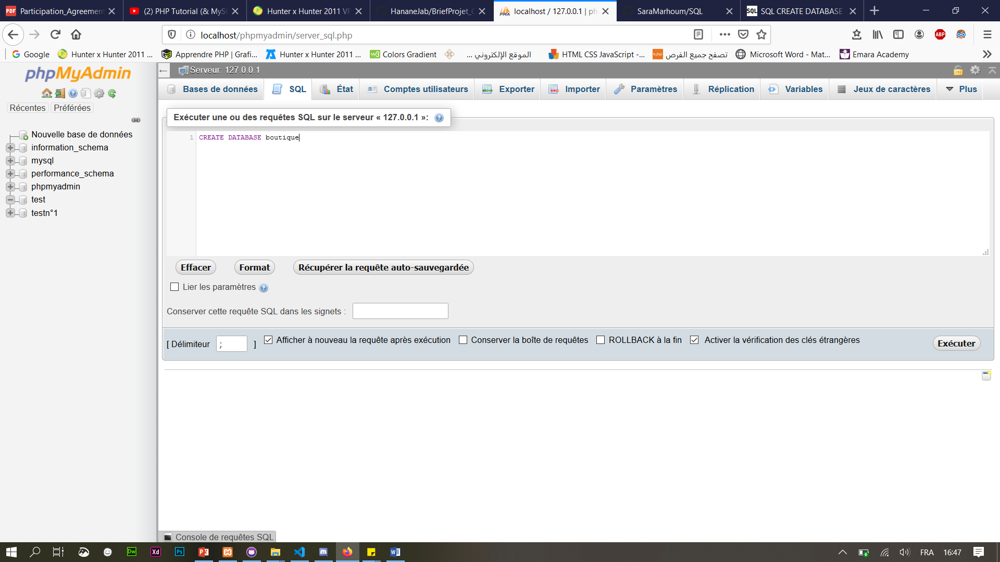 Participation_Agreemen
(2) PHP Tutorial (& MyS
Hunter x Hunter 2011 VF
HananeJab/BriefProjet_
localhost / 127.0.0.1 | ph
SaraMarhoum/SQL
SQL CREATE DATABASE
localhost/phpmyadmin/server_sql.php
Google
Hunter x Hunter 2011 ...
Apprendre PHP | Grafi...
Hunter x Hunter 2011 ...
Colors Gradient
الموقع الإلكتروني ...
HTML CSS JavaScript -...
تصفح جميع الفرص
Microsoft Word - Mat...
Emara Academy
phpMyAdmin
Récentes Préférées
Nouvelle base de données
information_schema
mysql
performance_schema
phpmyadmin
test
testn°1
Serveur: 127.0.0.1
Bases de données
SQL
État
Comptes utilisateurs
Exporter
Importer
Paramètres
Réplication
Variables
Jeux de caractères
Plus
Exécuter une ou des requêtes SQL sur le serveur « 127.0.0.1 »:
1 CREATE DATABASE boutique
Effacer
Format
Récupérer la requête auto-sauvegardée
Lier les paramètres
Conserver cette requête SQL dans les signets :
[ Délimiteur ; ]
Afficher à nouveau la requête après exécution
Conserver la boîte de requêtes
ROLLBACK à la fin
Activer la vérification des clés étrangères
Exécuter
Console de requêtes SQL
FRA
16:47